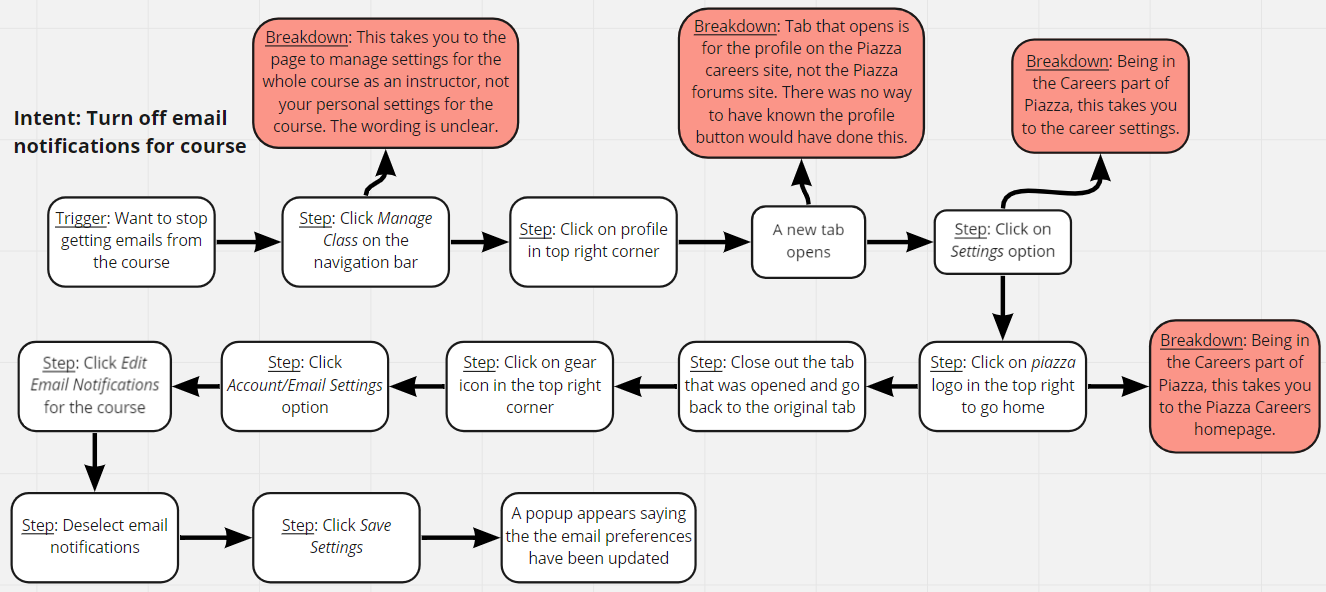 Intent: Turn off email
notifications for course
Breakdown: This takes you to the
page to manage settings for the
whole course as an instructor, not
your personal settings for the
course. The wording is unclear.
Breakdown: Tab that opens is
for the profile on the Piazza
careers site, not the Piazza
forums site. There was no way
to have known the profile
button would have done this.
Breakdown: Being in
the Careers part of
Piazza, this takes you
to the career settings.
Trigger: Want to stop
getting emails from
the course
Step: Click Manage
Class on the
navigation bar
Step: Click on profile
in top right corner
A new tab
opens
Step: Click on
Settings option
Breakdown: Being in
the Careers part of
Piazza, this takes you
to the Piazza Careers
homepage.
Step: Click on piazza
logo in the top right
to go home
Step: Close out the tab
that was opened and go
back to the original tab
Step: Click on gear
icon in the top right
corner
Step: Click
Account/Email Settings
option
Step: Click Edit
Email Notifications
for the course
Step: Deselect email
notifications
Step: Click Save
Settings
A popup appears saying
the the email preferences
have been updated